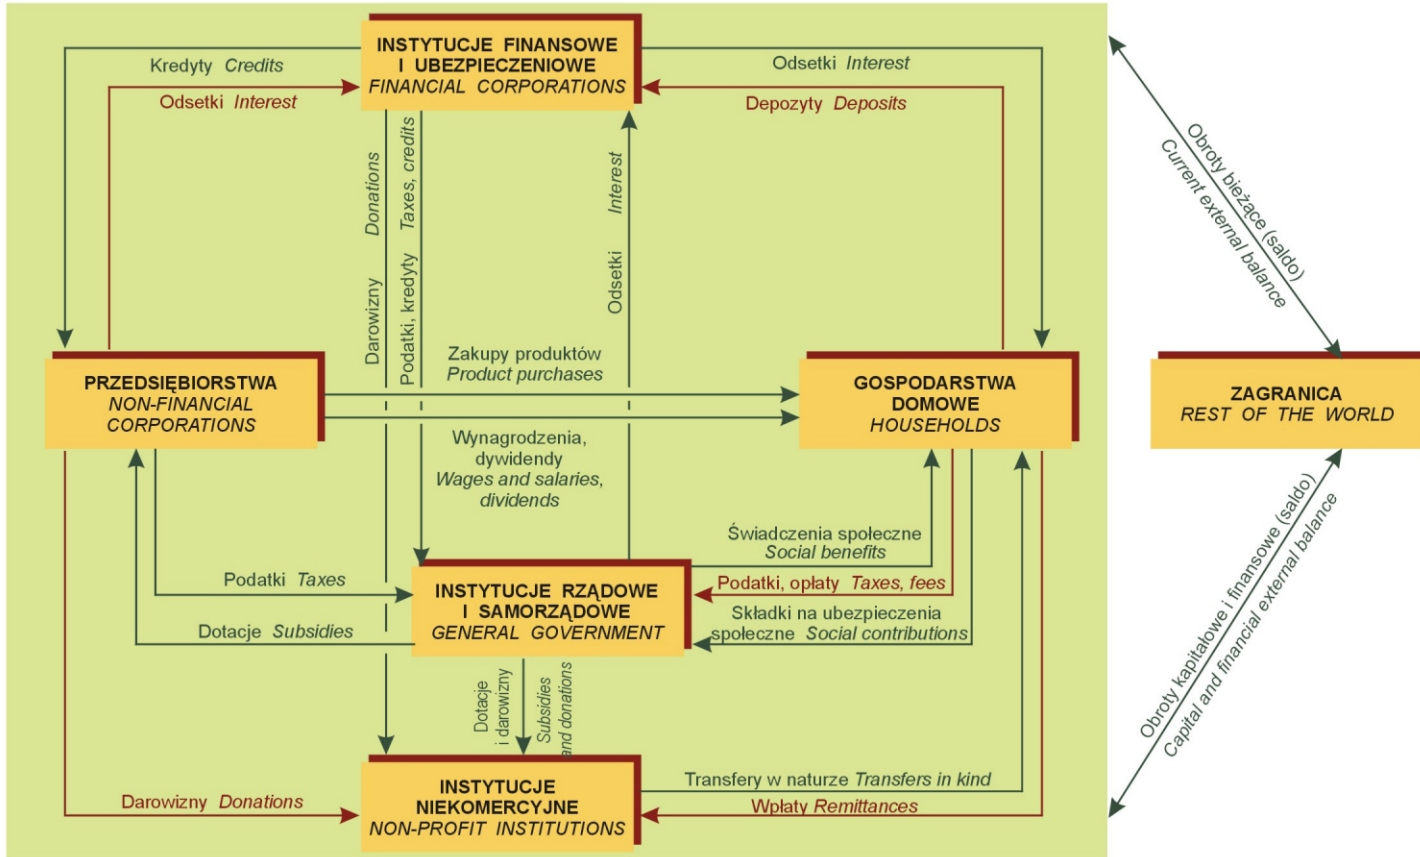 INSTYTUCJE FINANSOWE
I UBEZPIECZENIOWE
FINANCIAL CORPORATIONS
Kredyty Credits
Odsetki Interest
Odsetki Interest
Depozyty Deposits
Darowizny Donations
Podatki, kredyty Taxes, credits
Odsetki Interest
Obroty bieżące (saldo)
Current external balance
PRZEDSIĘBIORSTWA
NON-FINANCIAL
CORPORATIONS
Zakupy produktów
Product purchases
Wynagrodzenia,
dywidendy
Wages and salaries,
dividends
GOSPODARSTWA
DOMOWE
HOUSEHOLDS
ZAGRANICA
REST OF THE WORLD
Podatki Taxes
Dotacje Subsidies
INSTYTUCJE RZĄDOWE
I SAMORZĄDOWE
GENERAL GOVERNMENT
Świadczenia społeczne
Social benefits
Podatki, opłaty Taxes, fees
Składki na ubezpieczenia
społeczne Social contributions
Obroty kapitałowe i finansowe (saldo)
Capital and financial external balance
Dotacje
i darowizny
Subsidies
and donations
INSTYTUCJE
NIEKOMERCYJNE
NON-PROFIT INSTITUTIONS
Darowizny Donations
Transfery w naturze Transfers in kind
Wpłaty Remittances